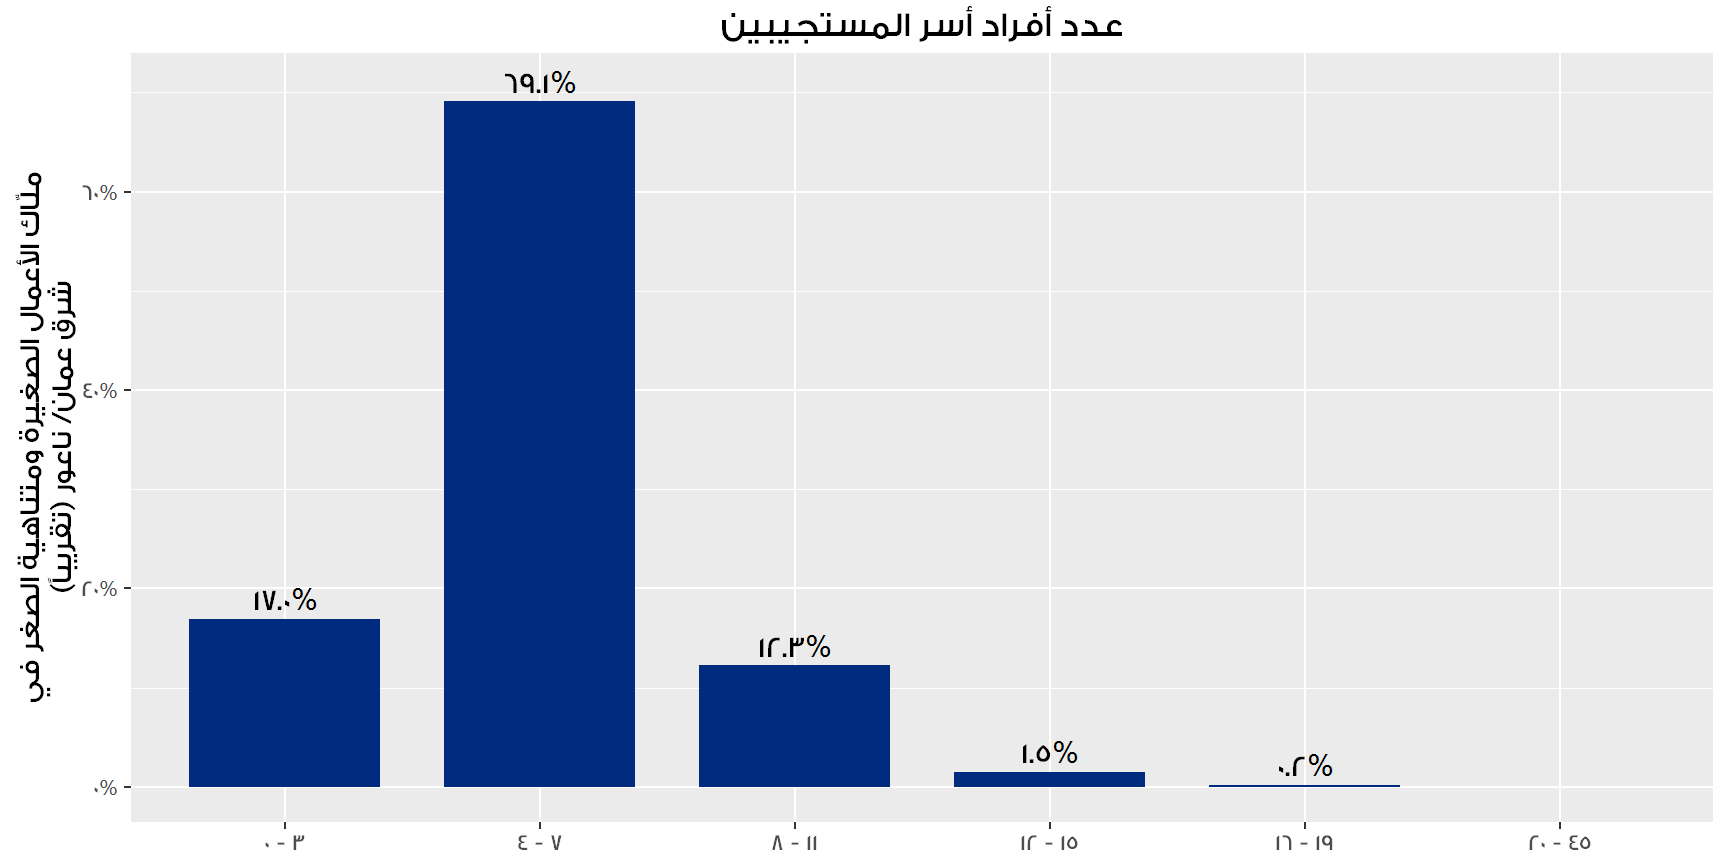 عدد أفراد أسر المستجيبين
ملّاك الأعمال الصغيرة ومتناهية الصغر في
شرق عمان/ ناعور (تقريباً)
٦٠%
٤٠%
٢٠%
٠%
١٧.٠%
٦٩.١%
١٢.٣%
١.٥%
٠.٢%
٠ - ٣
٤ - ٧
٨ - ١١
١٢ - ١٥
١٦ - ١٩
٢٠ - ٤٥